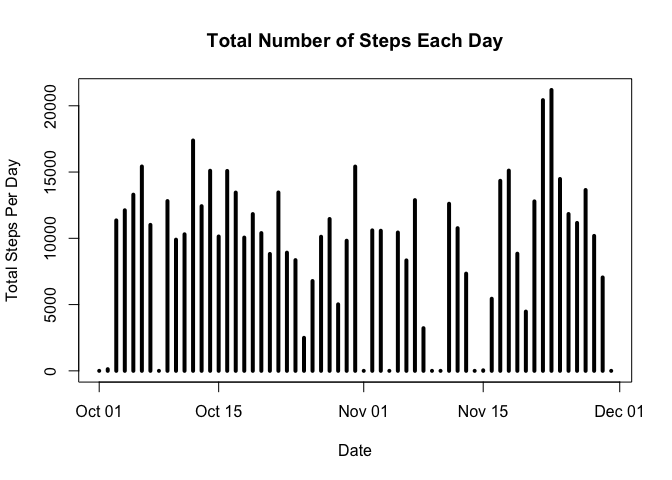 Total Number of Steps Each Day
Total Steps Per Day
20000
15000
10000
5000
0
Oct 01 Oct 15 Nov 01 Nov 15 Dec 01
Date